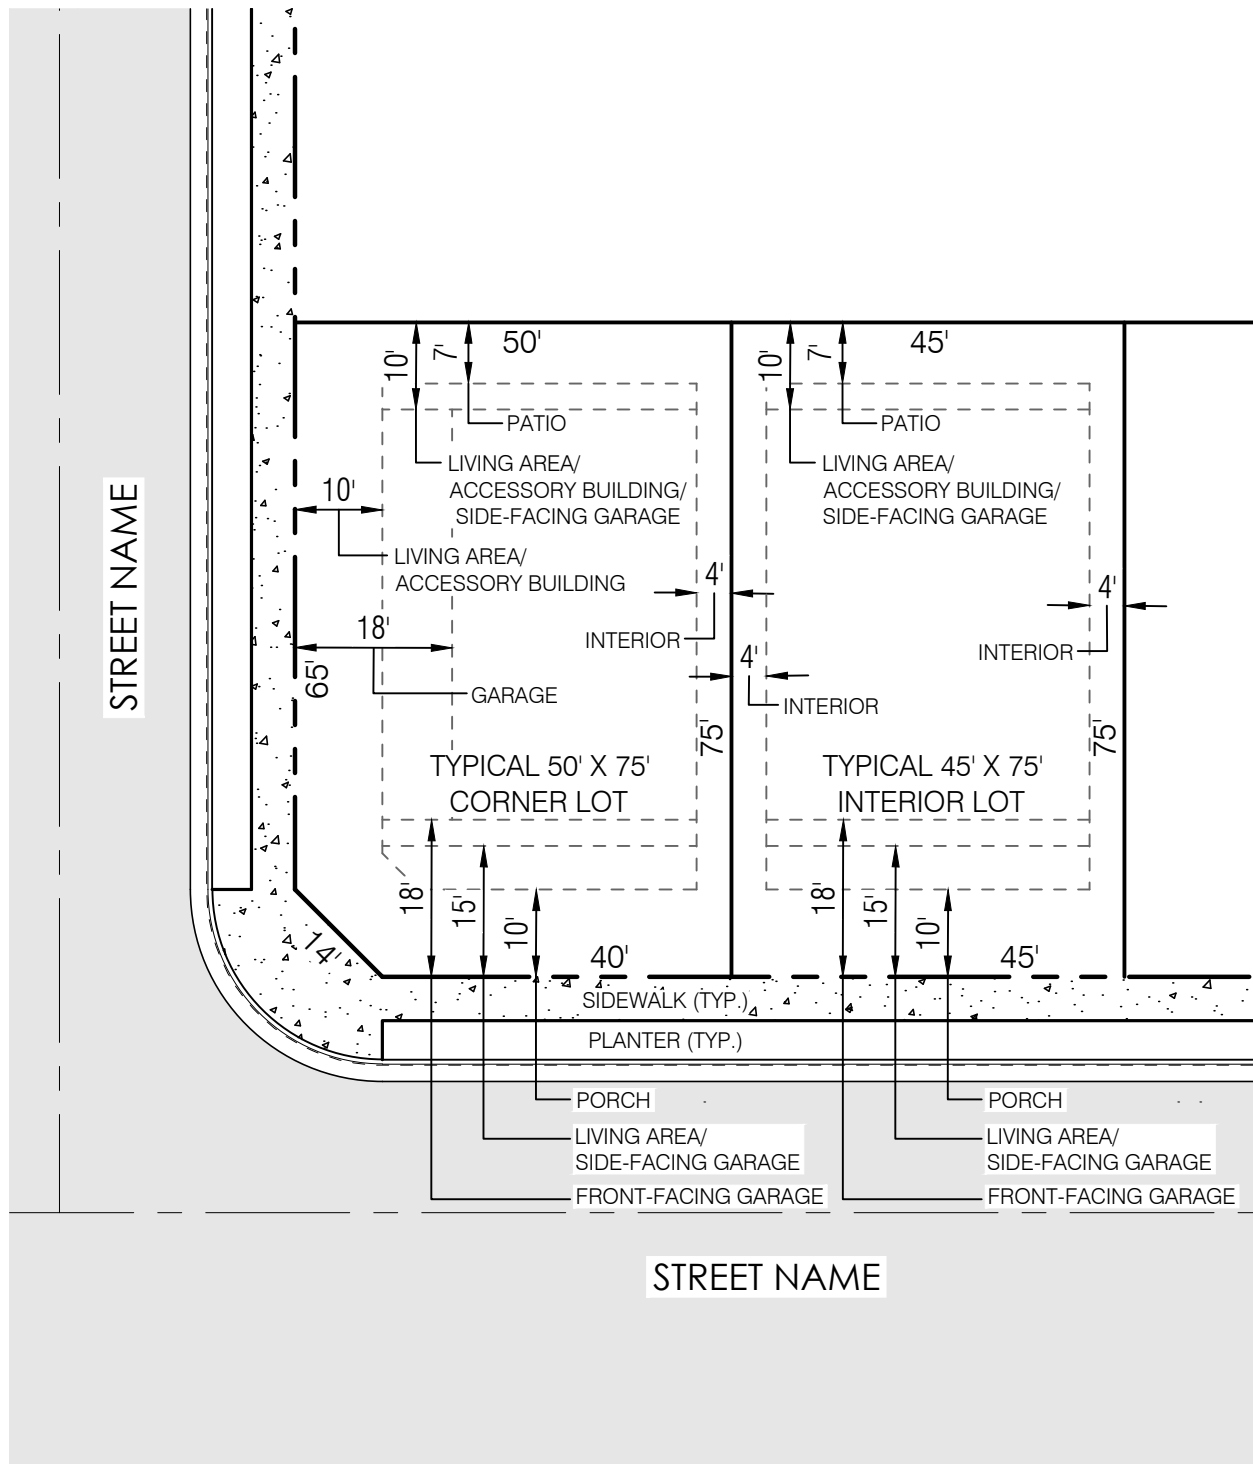 50'
45'
10'
7'
10'
7'
PATIO
PATIO
LIVING AREA/
ACCESSORY BUILDING/
SIDE-FACING GARAGE
LIVING AREA/
ACCESSORY BUILDING/
SIDE-FACING GARAGE
10'
LIVING AREA/
ACCESSORY BUILDING
STREET NAME
4'
INTERIOR
4'
INTERIOR
18'
65'
GARAGE
4'
INTERIOR
75'
75'
TYPICAL 50' X 75'
CORNER LOT
TYPICAL 45' X 75'
INTERIOR LOT
18'
15'
10'
18'
15'
10'
14'
40'
45'
SIDEWALK (TYP.)
PLANTER (TYP.)
PORCH
LIVING AREA/
SIDE-FACING GARAGE
FRONT-FACING GARAGE
PORCH
LIVING AREA/
SIDE-FACING GARAGE
FRONT-FACING GARAGE
STREET NAME